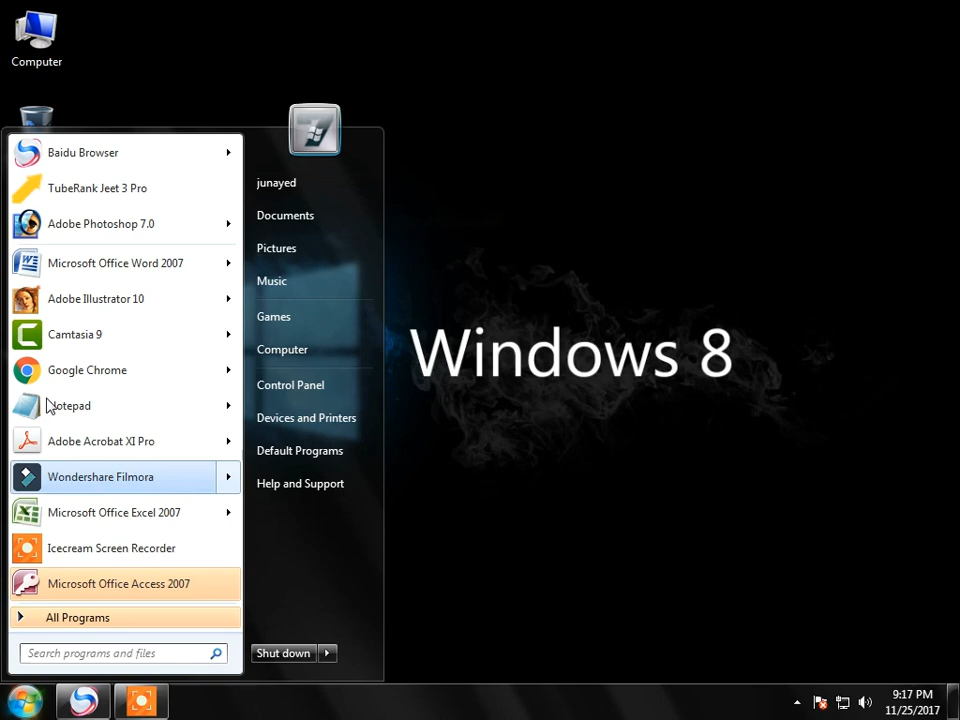 Computer
Baidu Browser
TubeRank Jeet 3 Pro
Adobe Photoshop 7.0
Microsoft Office Word 2007
Adobe Illustrator 10
Camtasia 9
Google Chrome
Notepad
Adobe Acrobat XI Pro
Wondershare Filmora
Microsoft Office Excel 2007
Icecream Screen Recorder
Microsoft Office Access 2007
All Programs
Search programs and files
junayed
Documents
Pictures
Music
Games
Computer
Control Panel
Devices and Printers
Default Programs
Help and Support
Shut down
Windows 8
9:17 PM
11/25/2017